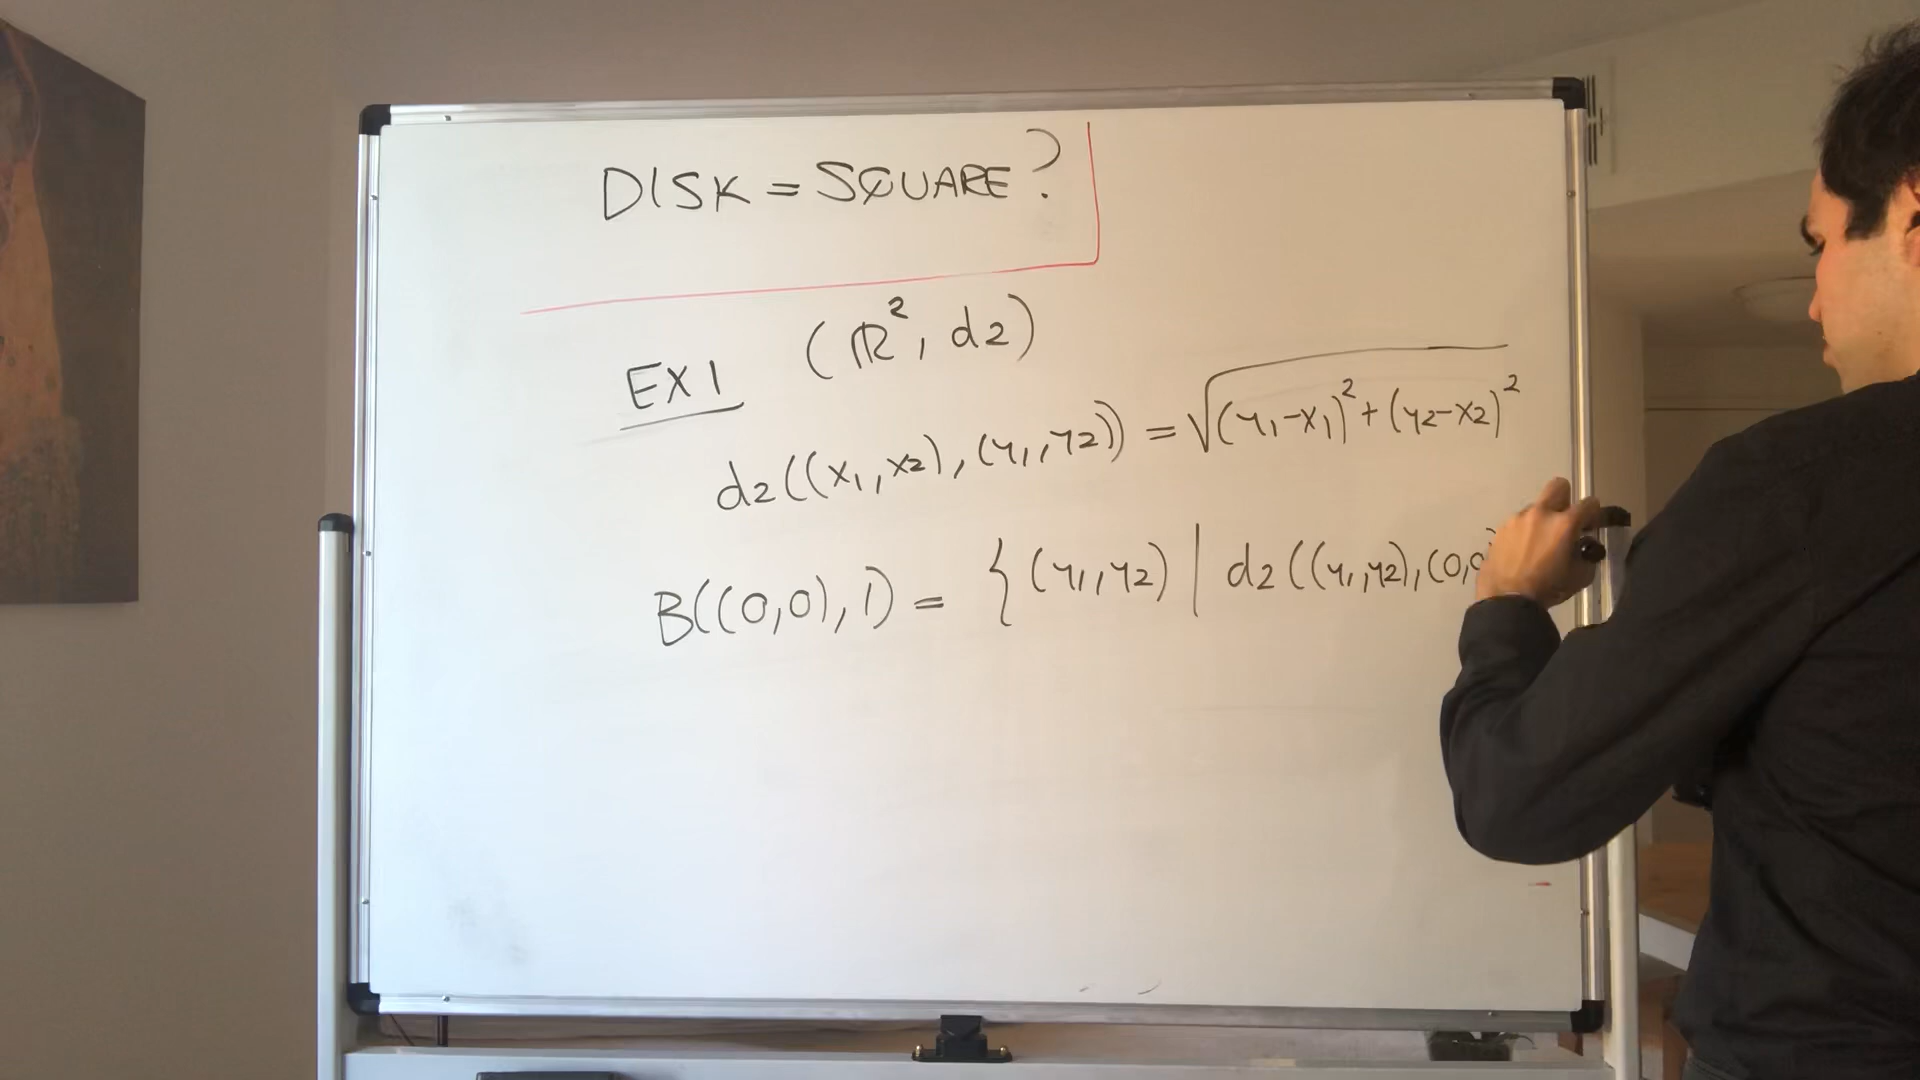 DISK = SQUARE?
EX 1 (ℝ², d2)
d2((x1,x2),(y1,y2)) = √(y1-x1)²+(y2-x2)²
B((0,0),1) = {(y1,y2) | d2((y1,y2),(0,0